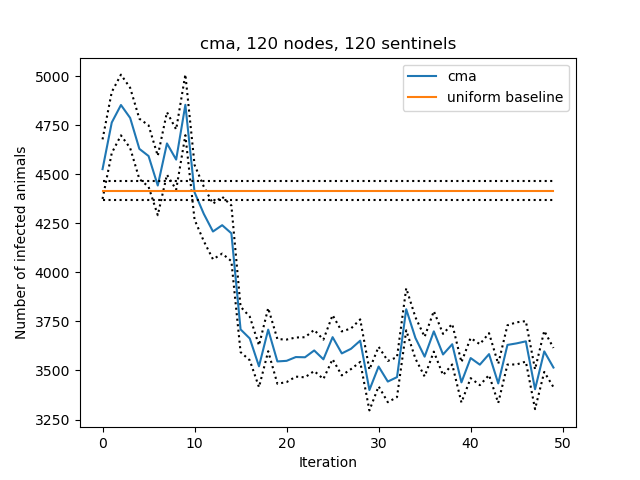 cma, 120 nodes, 120 sentinels
cma
uniform baseline
Number of infected animals
5000
4750
4500
4250
4000
3750
3500
3250
0 10 20 30 40 50
Iteration